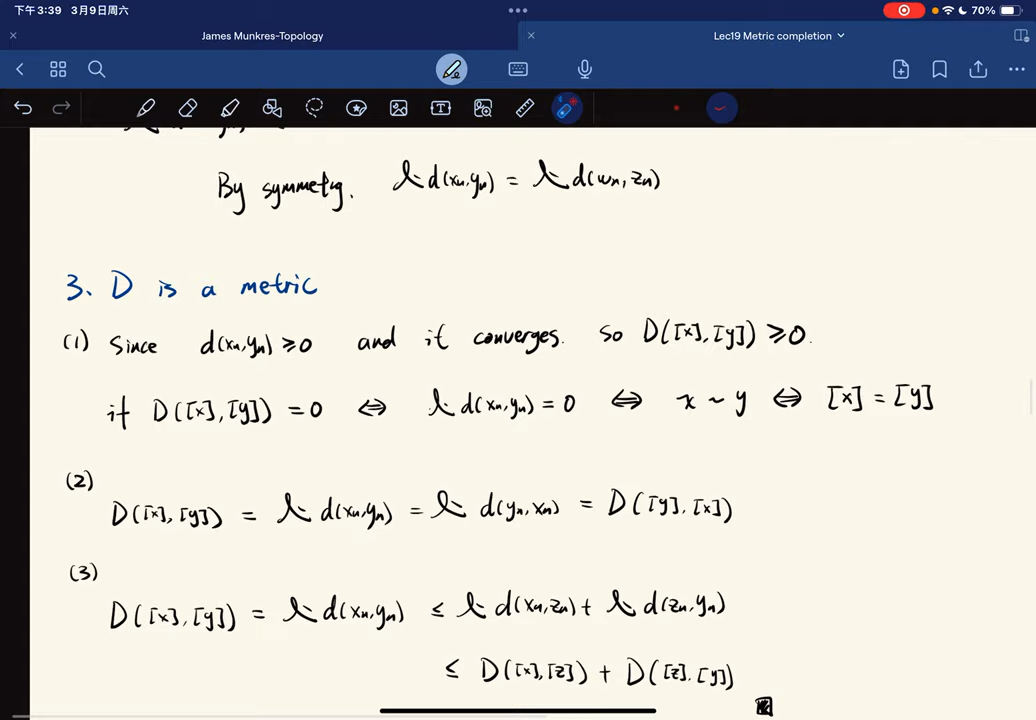 下午3:39 3月9日周六
70%
James Munkres-Topology
Lec19 Metric completion
By symmetry. lim d(xₙ,yₙ) = lim d(wₙ,zₙ)
3. D is a metric
(1) Since d(xₙ,yₙ) ≥ 0 and it converges. so D([x],[y]) ≥ 0.
if D([x],[y]) = 0 ⇔ lim d(xₙ,yₙ) = 0 ⇔ x ~ y ⇔ [x] = [y]
(2)
D([x],[y]) = lim d(xₙ,yₙ) = lim d(yₙ,xₙ) = D([y],[x])
(3)
D([x],[y]) = lim d(xₙ,yₙ) ≤ lim d(xₙ,zₙ) + lim d(zₙ,yₙ)
≤ D([x],[z]) + D([z],[y])